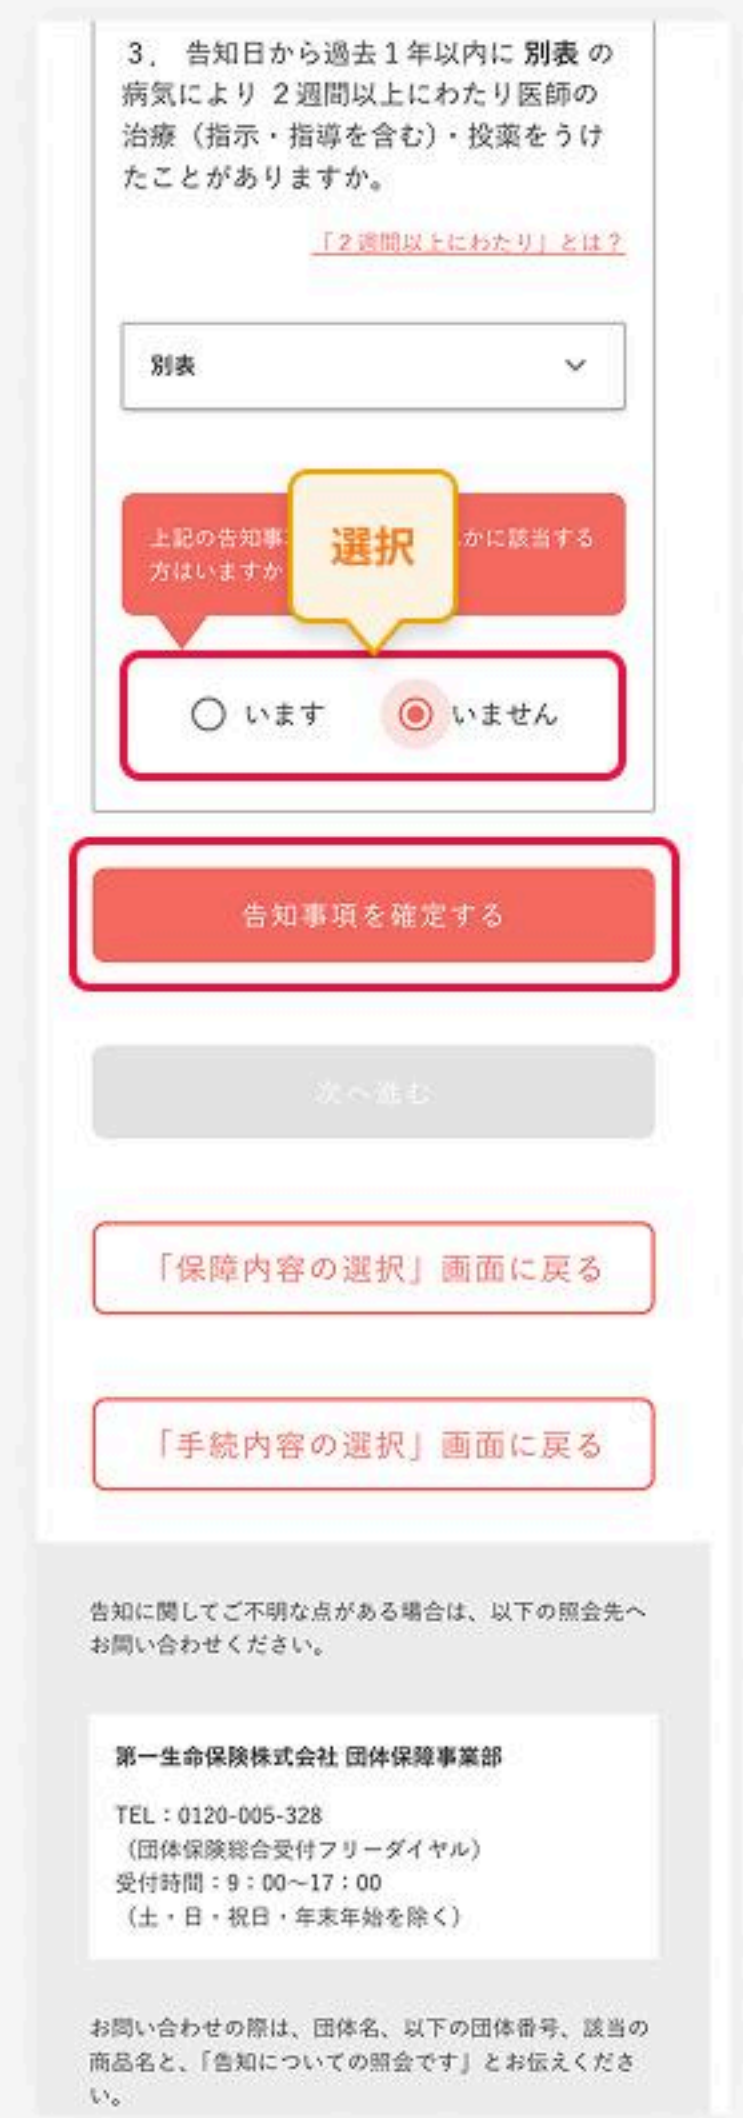 3． 告知日から過去１年以内に 別表 の
病気により ２週間以上にわたり医師の
治療（指示・指導を含む）・投薬をうけ
たことがありますか。
「２週間以上にわたり」とは？
別表
上記の告知事
かに該当する
方はいますか
選択
います
いません
告知事項を確定する
次へ進む
「保障内容の選択」画面に戻る
「手続内容の選択」画面に戻る
告知に関してご不明な点がある場合は、以下の照会先へ
お問い合わせください。
第一生命保険株式会社 団体保障事業部
TEL：0120-005-328
（団体保険総合受付フリーダイヤル）
受付時間：9：00〜17：00
（土・日・祝日・年末年始を除く）
お問い合わせの際は、団体名、以下の団体番号、該当の
商品名と、「告知についての照会です」とお伝えくださ
い。